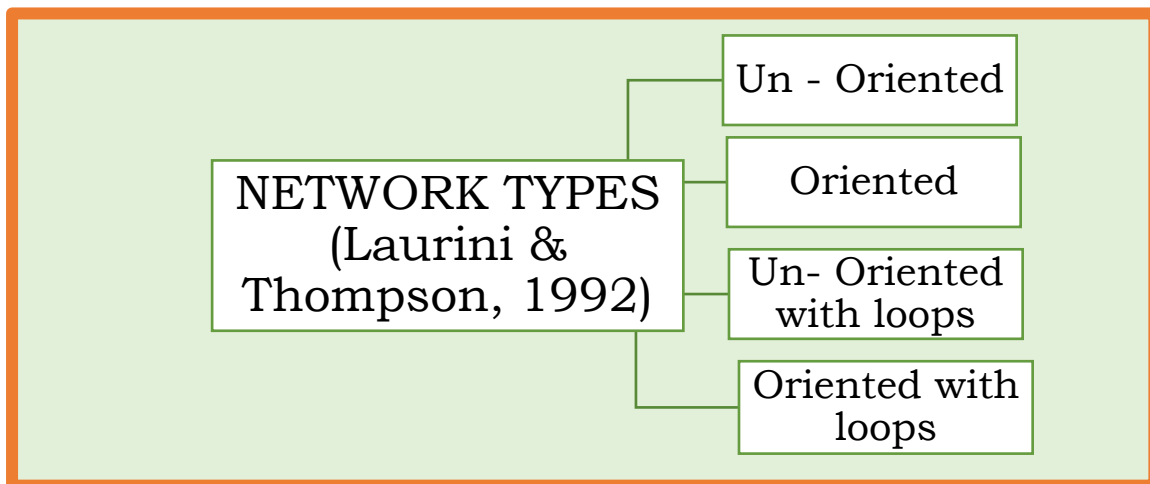 NETWORK TYPES
(Laurini &
Thompson, 1992)
Un - Oriented
Oriented
Un- Oriented
with loops
Oriented with
loops